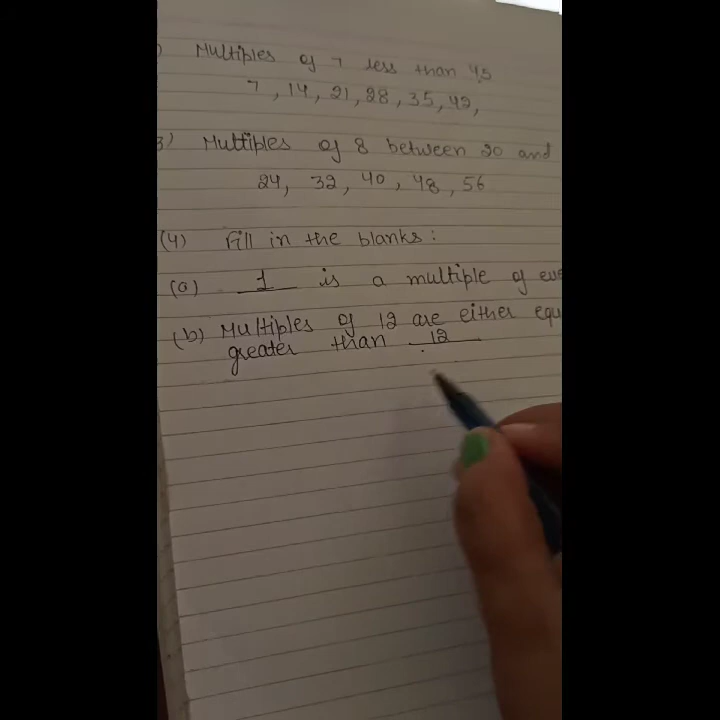 ) Multiples of 7 less than 45
7, 14, 21, 28, 35, 42,
3) Multiples of 8 between 20 and
24, 32, 40, 48, 56
(4) Fill in the blanks:
(a) 1 is a multiple of eve
(b) Multiples of 12 are either equ
greater than 12